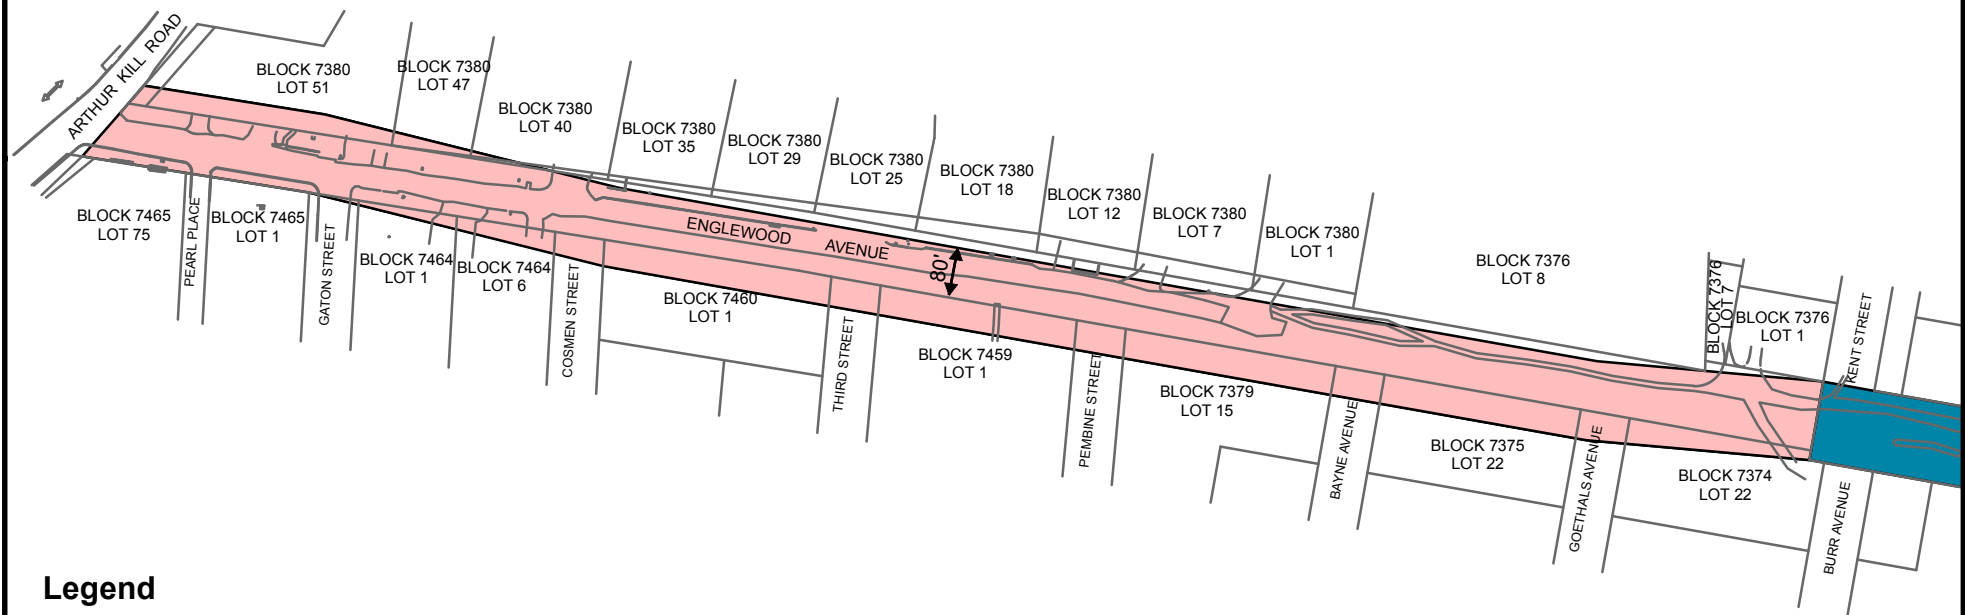 ARTHUR KILL ROAD
BLOCK 7380
LOT 51
BLOCK 7380
LOT 47
BLOCK 7380
LOT 40
BLOCK 7380
LOT 35
BLOCK 7380
LOT 29
BLOCK 7380
LOT 25
BLOCK 7380
LOT 18
BLOCK 7380
LOT 12
BLOCK 7380
LOT 7
BLOCK 7380
LOT 1
BLOCK 7376
LOT 8
BLOCK 7376
LOT 7
BLOCK 7376
LOT 1
KENT STREET
ENGLEWOOD AVENUE
80'
BLOCK 7465
LOT 75
PEARL PLACE
BLOCK 7465
LOT 1
GATON STREET
BLOCK 7464
LOT 1
BLOCK 7464
LOT 6
COSMEN STREET
BLOCK 7460
LOT 1
THIRD STREET
BLOCK 7459
LOT 1
PEMBINE STREET
BLOCK 7379
LOT 15
BAYNE AVENUE
BLOCK 7375
LOT 22
GOETHALS AVENUE
BLOCK 7374
LOT 22
BURR AVENUE
Legend